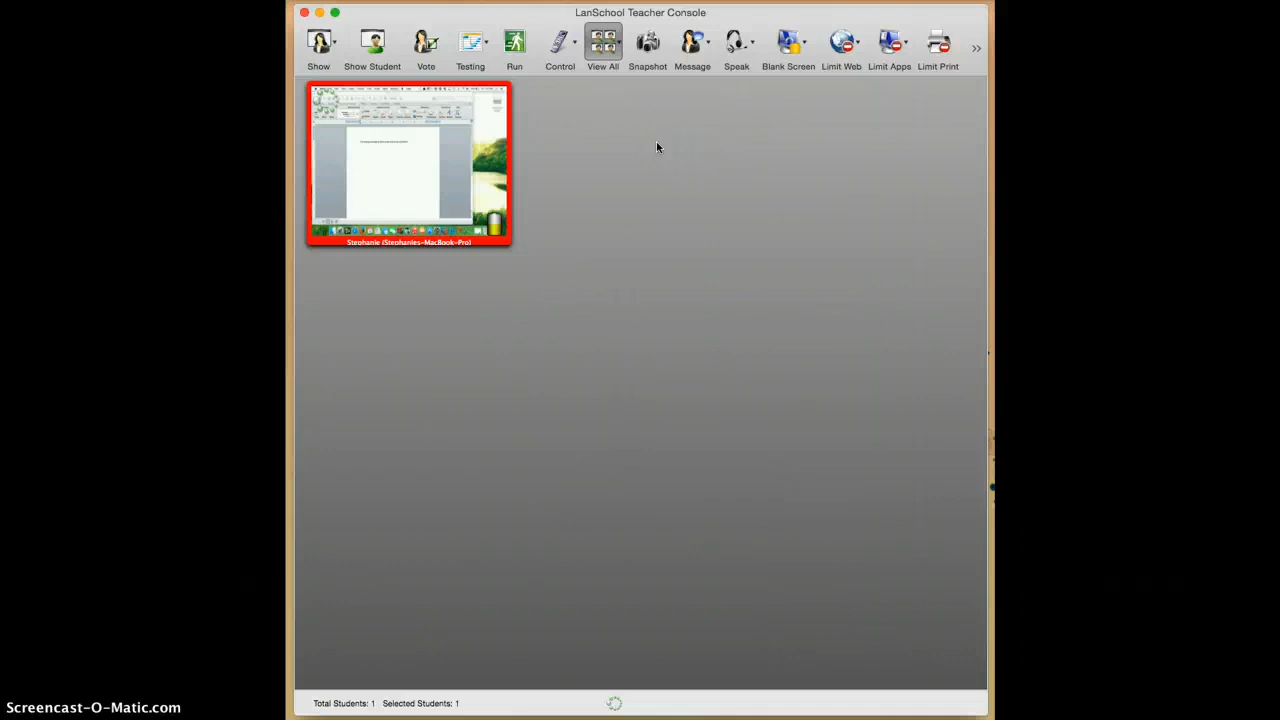 LanSchool Teacher Console
Show Show Student Vote Testing Run Control View All Snapshot Message Speak Blank Screen Limit Web Limit Apps Limit Print
Stephanie (Stephanies-MacBook-Pro)
Total Students: 1 Selected Students: 1
Screencast-O-Matic.com